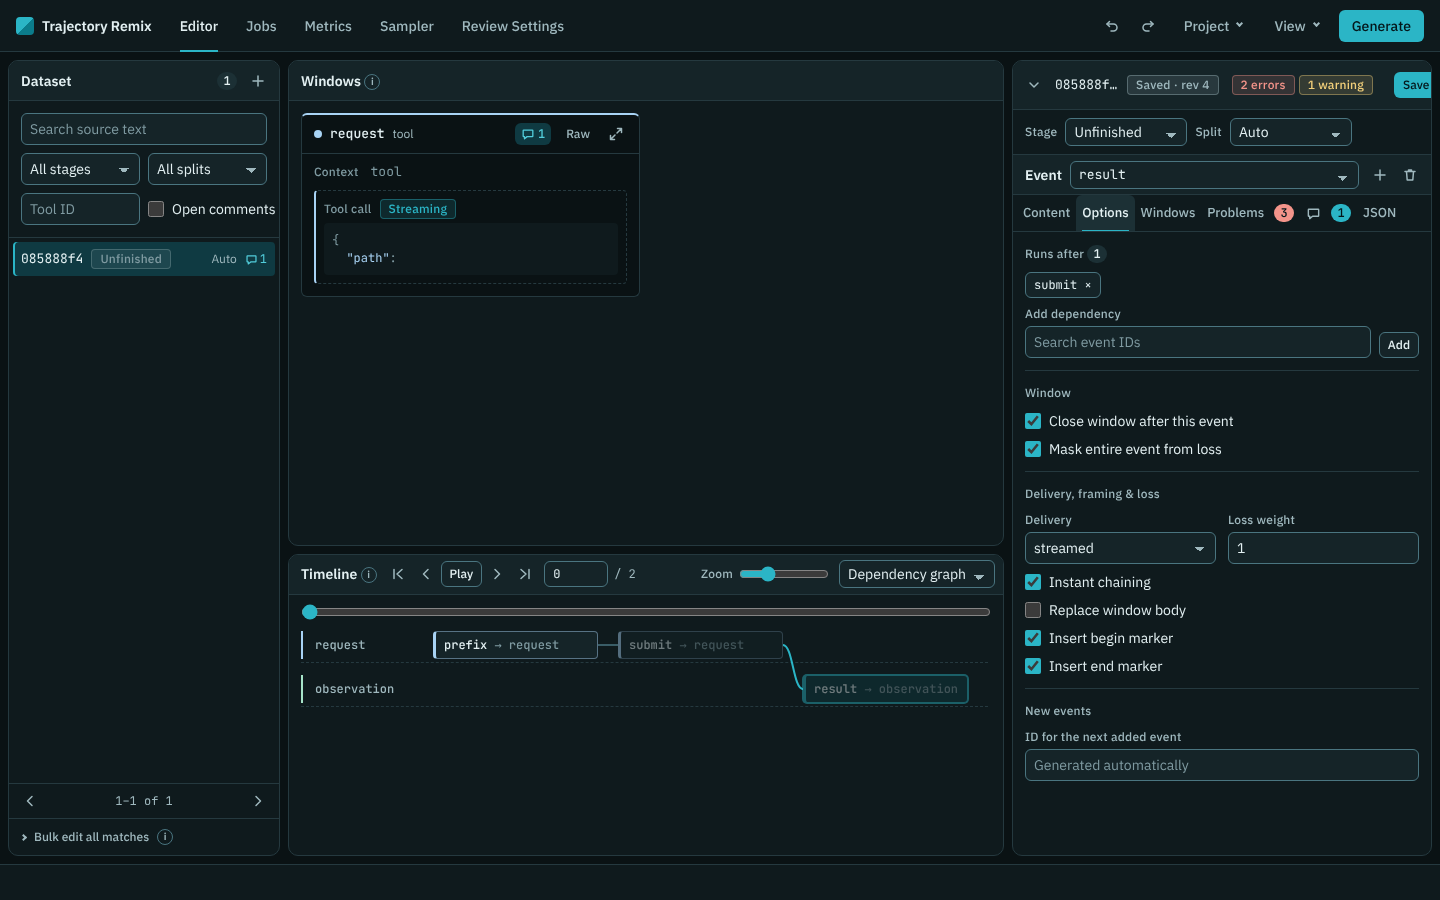 Trajectory Remix
Editor
Jobs
Metrics
Sampler
Review Settings
Project
View
Generate
Dataset
1
Search source text
All stages
All splits
Tool ID
Open comments
085888f4
Unfinished
Auto
1
1–1 of 1
Bulk edit all matches
Windows
request tool
1
Raw
Context tool
Tool call Streaming
{
"path":
Timeline
Play
0
/ 2
Zoom
Dependency graph
request
prefix → request
submit → request
observation
result → observation
085888f…
Saved · rev 4
2 errors
1 warning
Save
Stage
Unfinished
Split
Auto
Event
result
Content
Options
Windows
Problems 3
1
JSON
Runs after 1
submit ×
Add dependency
Search event IDs
Add
Window
Close window after this event
Mask entire event from loss
Delivery, framing & loss
Delivery
Loss weight
streamed
1
Instant chaining
Replace window body
Insert begin marker
Insert end marker
New events
ID for the next added event
Generated automatically